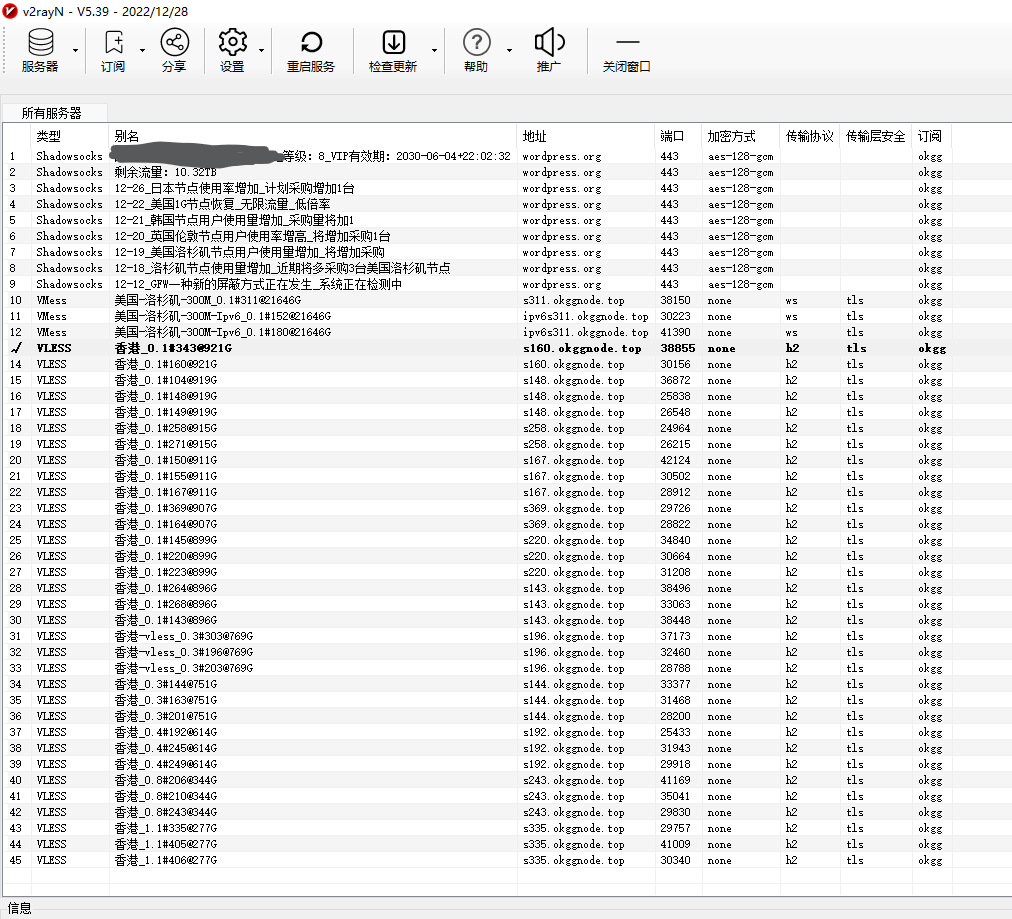 v2rayN - V5.39 - 2022/12/28
服务器 订阅 分享 设置 重启服务 检查更新 帮助 推广 关闭窗口
所有服务器
类型 别名 地址 端口 加密方式 传输协议 传输层安全 订阅
1 Shadowsocks _等级：8_VIP有效期：2030-06-04+22:02:32 wordpress.org 443 aes-128-gcm okgg
2 Shadowsocks 剩余流量：10.32TB wordpress.org 443 aes-128-gcm okgg
3 Shadowsocks 12-26_日本节点使用率增加_计划采购增加1台 wordpress.org 443 aes-128-gcm okgg
4 Shadowsocks 12-22_美国1G节点恢复_无限流量_低倍率 wordpress.org 443 aes-128-gcm okgg
5 Shadowsocks 12-21_韩国节点用户使用量增加_采购量将加1 wordpress.org 443 aes-128-gcm okgg
6 Shadowsocks 12-20_英国伦敦节点用户使用率增高_将增加采购1台 wordpress.org 443 aes-128-gcm okgg
7 Shadowsocks 12-19_美国洛杉矶节点用户使用量增加_将增加采购 wordpress.org 443 aes-128-gcm okgg
8 Shadowsocks 12-18_洛杉矶节点使用量增加_近期将多采购3台美国洛杉矶节点 wordpress.org 443 aes-128-gcm okgg
9 Shadowsocks 12-12_GFW一种新的屏蔽方式正在发生_系统正在检测中 wordpress.org 443 aes-128-gcm okgg
10 VMess 美国-洛杉矶-300M_0.1#311@21646G s311.okggnode.top 38150 none ws tls okgg
11 VMess 美国-洛杉矶-300M-Ipv6_0.1#152@21646G ipv6s311.okggnode.top 30223 none ws tls okgg
12 VMess 美国-洛杉矶-300M-Ipv6_0.1#180@21646G ipv6s311.okggnode.top 41390 none ws tls okgg
✓ VLESS 香港_0.1#343@921G s160.okggnode.top 38855 none h2 tls okgg
14 VLESS 香港_0.1#160@921G s160.okggnode.top 30156 none h2 tls okgg
15 VLESS 香港_0.1#104@919G s148.okggnode.top 36872 none h2 tls okgg
16 VLESS 香港_0.1#148@919G s148.okggnode.top 25838 none h2 tls okgg
17 VLESS 香港_0.1#149@919G s148.okggnode.top 26548 none h2 tls okgg
18 VLESS 香港_0.1#258@915G s258.okggnode.top 24964 none h2 tls okgg
19 VLESS 香港_0.1#271@915G s258.okggnode.top 26215 none h2 tls okgg
20 VLESS 香港_0.1#150@911G s167.okggnode.top 42124 none h2 tls okgg
21 VLESS 香港_0.1#155@911G s167.okggnode.top 30502 none h2 tls okgg
22 VLESS 香港_0.1#167@911G s167.okggnode.top 28912 none h2 tls okgg
23 VLESS 香港_0.1#369@907G s369.okggnode.top 29726 none h2 tls okgg
24 VLESS 香港_0.1#164@907G s369.okggnode.top 28822 none h2 tls okgg
25 VLESS 香港_0.1#145@899G s220.okggnode.top 34840 none h2 tls okgg
26 VLESS 香港_0.1#220@899G s220.okggnode.top 30664 none h2 tls okgg
27 VLESS 香港_0.1#223@899G s220.okggnode.top 31208 none h2 tls okgg
28 VLESS 香港_0.1#264@896G s143.okggnode.top 38496 none h2 tls okgg
29 VLESS 香港_0.1#268@896G s143.okggnode.top 33063 none h2 tls okgg
30 VLESS 香港_0.1#143@896G s143.okggnode.top 38448 none h2 tls okgg
31 VLESS 香港-vless_0.3#303@769G s196.okggnode.top 37173 none h2 tls okgg
32 VLESS 香港-vless_0.3#196@769G s196.okggnode.top 32460 none h2 tls okgg
33 VLESS 香港-vless_0.3#203@769G s196.okggnode.top 28788 none h2 tls okgg
34 VLESS 香港_0.3#144@751G s144.okggnode.top 33377 none h2 tls okgg
35 VLESS 香港_0.3#163@751G s144.okggnode.top 31468 none h2 tls okgg
36 VLESS 香港_0.3#201@751G s144.okggnode.top 28200 none h2 tls okgg
37 VLESS 香港_0.4#192@614G s192.okggnode.top 25433 none h2 tls okgg
38 VLESS 香港_0.4#245@614G s192.okggnode.top 31943 none h2 tls okgg
39 VLESS 香港_0.4#249@614G s192.okggnode.top 29918 none h2 tls okgg
40 VLESS 香港_0.8#206@344G s243.okggnode.top 41169 none h2 tls okgg
41 VLESS 香港_0.8#210@344G s243.okggnode.top 35041 none h2 tls okgg
42 VLESS 香港_0.8#243@344G s243.okggnode.top 29830 none h2 tls okgg
43 VLESS 香港_1.1#335@277G s335.okggnode.top 29757 none h2 tls okgg
44 VLESS 香港_1.1#405@277G s335.okggnode.top 41009 none h2 tls okgg
45 VLESS 香港_1.1#406@277G s335.okggnode.top 30340 none h2 tls okgg
信息